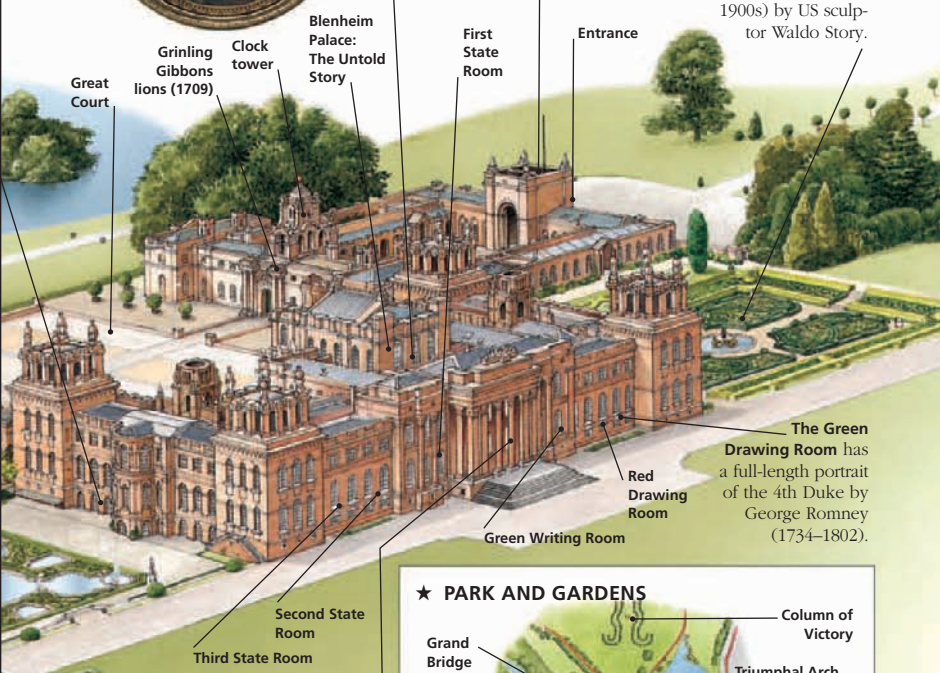 1900s) by US sculp-
tor Waldo Story.
Blenheim
Palace:
The Untold
Story
First
State
Room
Entrance
Clock
tower
Grinling
Gibbons
lions (1709)
Great
Court
The Green
Drawing Room has
a full-length portrait
of the 4th Duke by
George Romney
(1734–1802).
Red
Drawing
Room
Green Writing Room
Second State
Room
Third State Room
★ PARK AND GARDENS
Column of
Victory
Grand
Bridge
Triumphal Arch